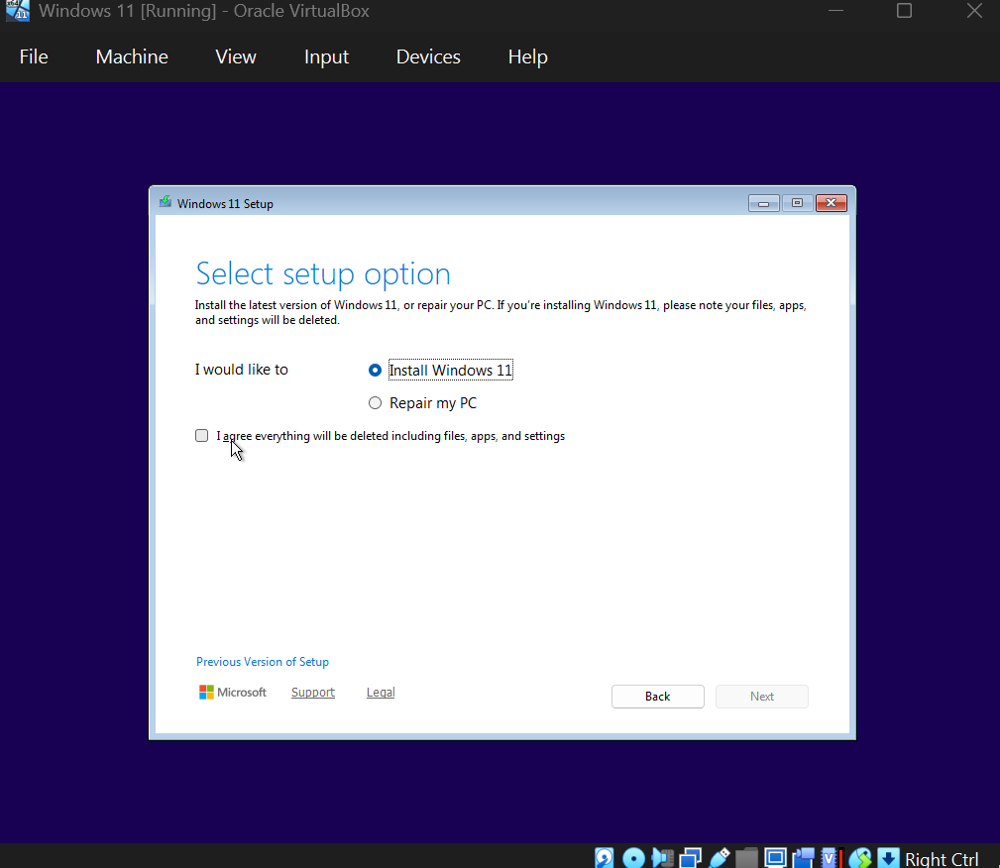 Windows 11 [Running] - Oracle VirtualBox
File Machine View Input Devices Help
Windows 11 Setup
Select setup option
Install the latest version of Windows 11, or repair your PC. If you're installing Windows 11, please note your files, apps,
and settings will be deleted.
I would like to Install Windows 11
Repair my PC
I agree everything will be deleted including files, apps, and settings
Previous Version of Setup
Microsoft Support Legal Back Next
Right Ctrl